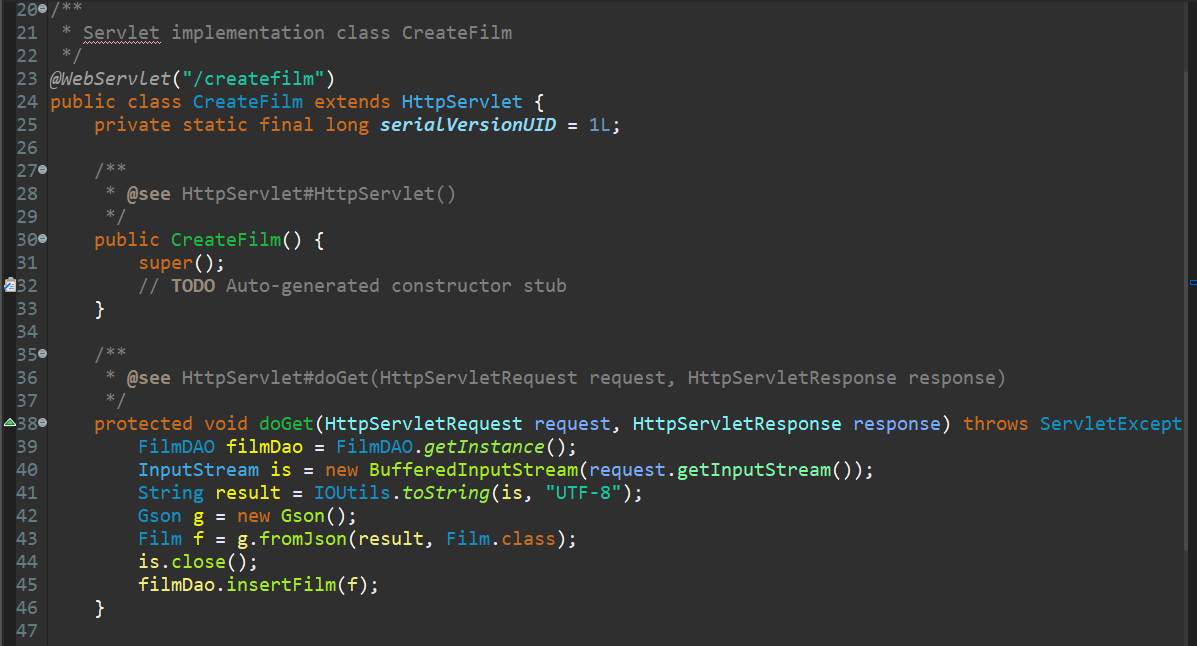 20 /**
21  * Servlet implementation class CreateFilm
22  */
23 @WebServlet("/createfilm")
24 public class CreateFilm extends HttpServlet {
25     private static final long serialVersionUID = 1L;
26
27     /**
28      * @see HttpServlet#HttpServlet()
29      */
30     public CreateFilm() {
31         super();
32         // TODO Auto-generated constructor stub
33     }
34
35     /**
36      * @see HttpServlet#doGet(HttpServletRequest request, HttpServletResponse response)
37      */
38     protected void doGet(HttpServletRequest request, HttpServletResponse response) throws ServletExcept
39         FilmDAO filmDao = FilmDAO.getInstance();
40         InputStream is = new BufferedInputStream(request.getInputStream());
41         String result = IOUtils.toString(is, "UTF-8");
42         Gson g = new Gson();
43         Film f = g.fromJson(result, Film.class);
44         is.close();
45         filmDao.insertFilm(f);
46     }
47